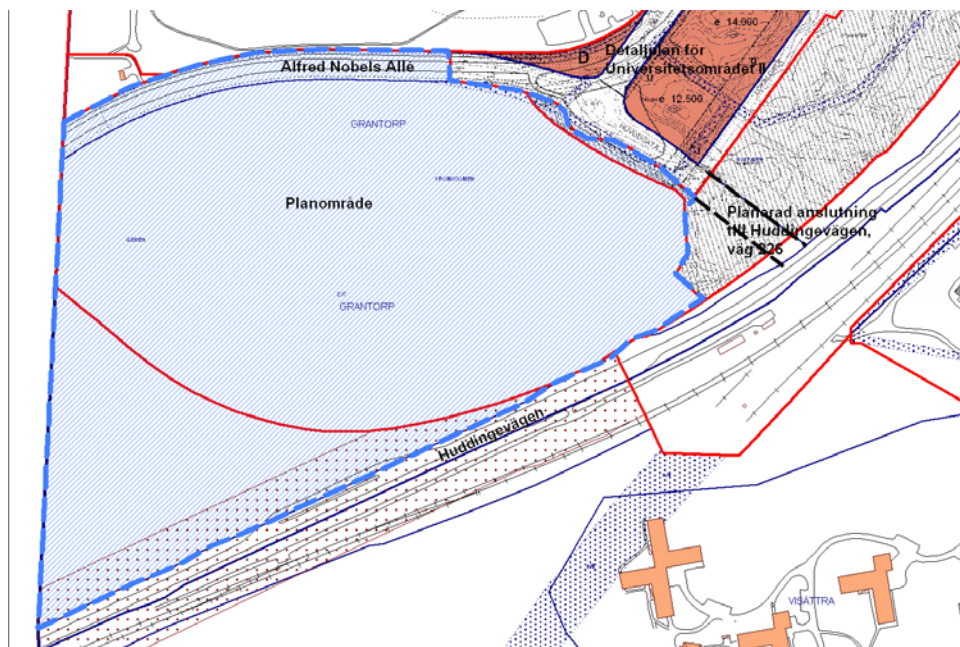 e 14.000
Alfred Nobels Allé
D
Detaljplan för
Universitetsområdet II
e 12.500
GRANTORP
Planområde
Planerad anslutning
till Huddingevägen,
väg 226
GRANTORP
Huddingevägen
VISÄTTRA